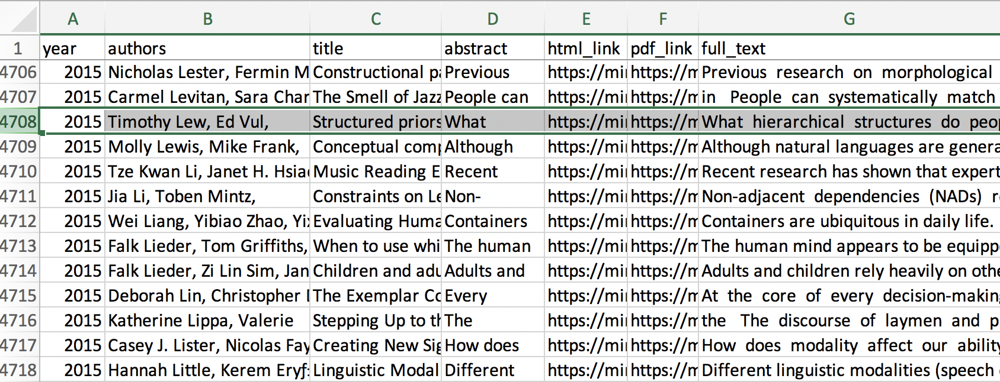 A B C D E F G
1 year authors title abstract html_link pdf_link full_text
4706 2015 Nicholas Lester, Fermin M Constructional pa Previous https://mi https://m Previous research on morphological
4707 2015 Carmel Levitan, Sara Char The Smell of Jazz People can https://mi https://m in People can systematically match
4708 2015 Timothy Lew, Ed Vul, Structured priors What https://mi https://m What hierarchical structures do peop
4709 2015 Molly Lewis, Mike Frank, Conceptual comp Although https://mi https://m Although natural languages are genera
4710 2015 Tze Kwan Li, Janet H. Hsiao Music Reading E Recent https://mi https://m Recent research has shown that expert
4711 2015 Jia Li, Toben Mintz, Constraints on Le Non- https://mi https://m Non-adjacent dependencies (NADs) re
4712 2015 Wei Liang, Yibiao Zhao, Yix Evaluating Huma Containers https://mi https://m Containers are ubiquitous in daily life.
4713 2015 Falk Lieder, Tom Griffiths, When to use whi The human https://mi https://m The human mind appears to be equippe
4714 2015 Falk Lieder, Zi Lin Sim, Jan Children and adu Adults and https://mi https://m Adults and children rely heavily on othe
4715 2015 Deborah Lin, Christopher The Exemplar Co Every https://mi https://m At the core of every decision-making
4716 2015 Katherine Lippa, Valerie Stepping Up to th The https://mi https://m the The discourse of laymen and p
4717 2015 Casey J. Lister, Nicolas Fay Creating New Sig How does https://mi https://m How does modality affect our ability
4718 2015 Hannah Little, Kerem Eryƒ: Linguistic Modal Different https://mi https://m Different linguistic modalities (speech